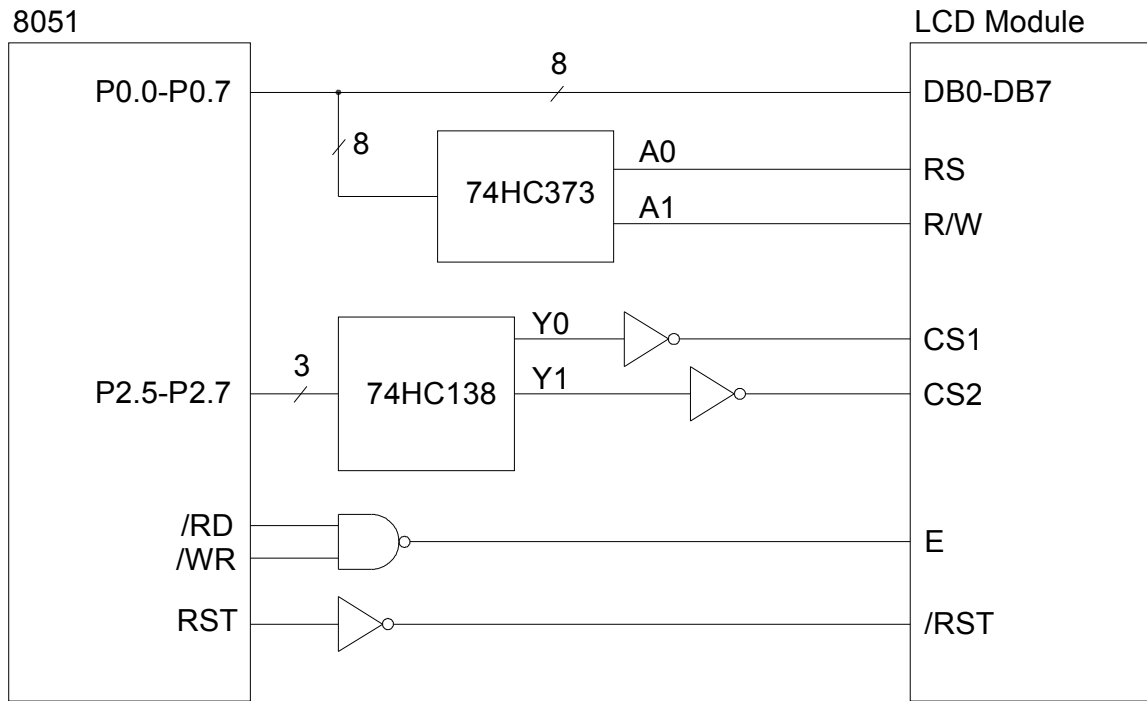 8051
LCD Module
P0.0-P0.7
8
DB0-DB7
8
74HC373
A0
RS
A1
R/W
P2.5-P2.7
3
74HC138
Y0
CS1
Y1
CS2
/RD
/WR
E
RST
/RST